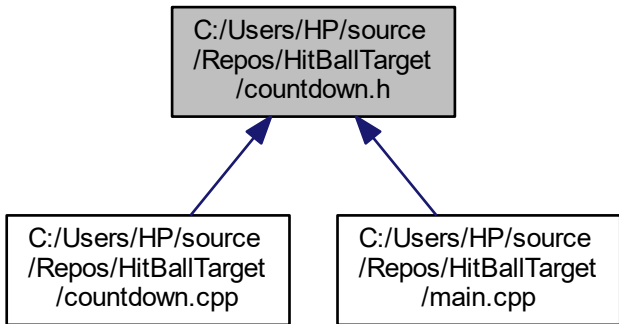 C:/Users/HP/source
/Repos/HitBallTarget
/countdown.h
C:/Users/HP/source
/Repos/HitBallTarget
/countdown.cpp
C:/Users/HP/source
/Repos/HitBallTarget
/main.cpp